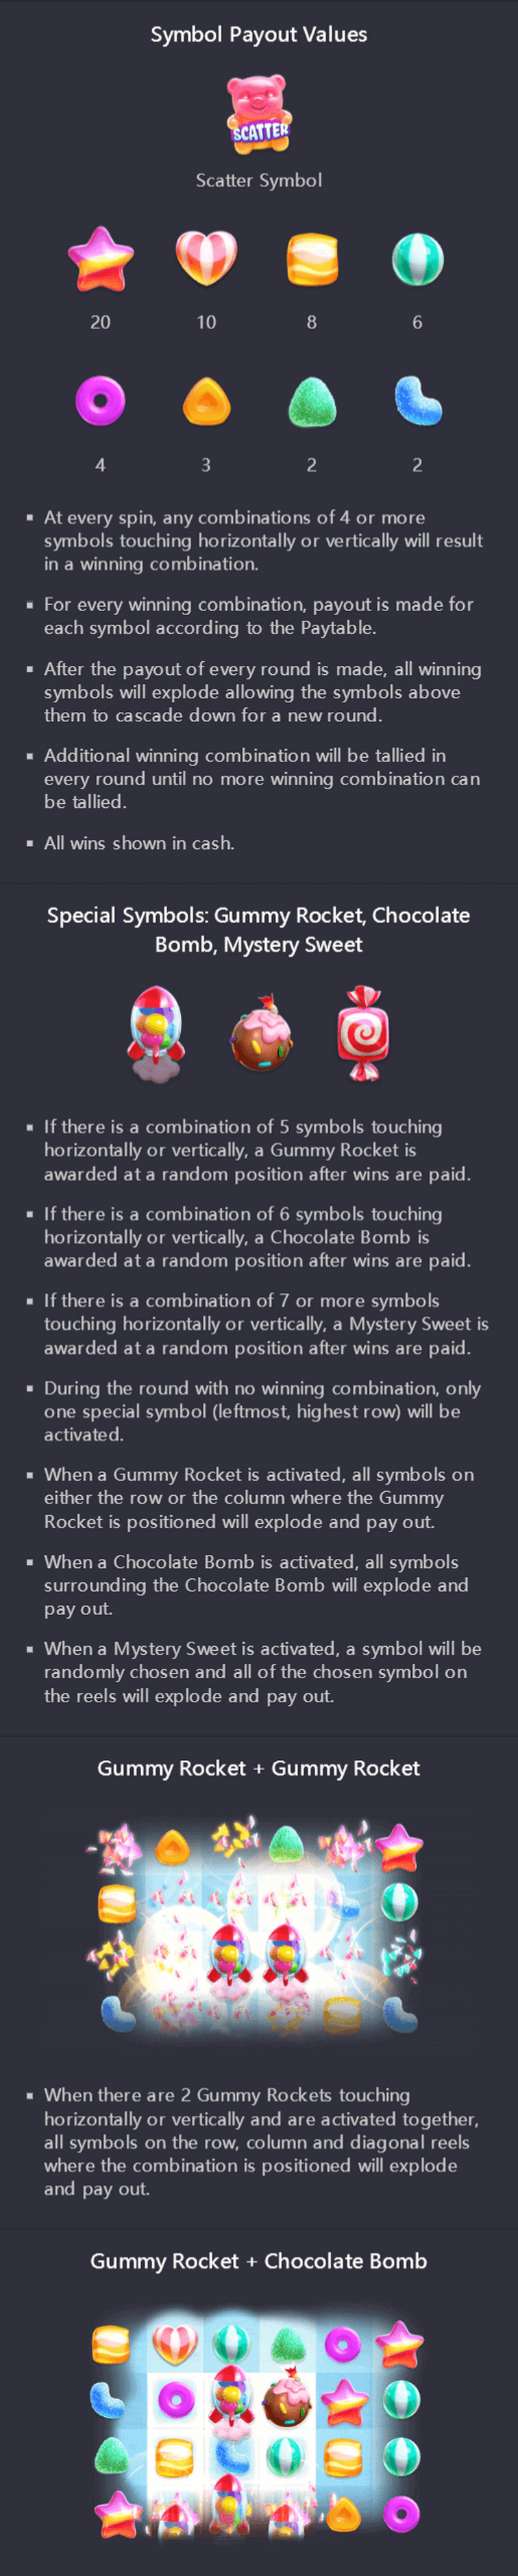 Symbol Payout Values
SCATTER
Scatter Symbol
20 10 8 6
4 3 2 2
▪ At every spin, any combinations of 4 or more
symbols touching horizontally or vertically will result
in a winning combination.
▪ For every winning combination, payout is made for
each symbol according to the Paytable.
▪ After the payout of every round is made, all winning
symbols will explode allowing the symbols above
them to cascade down for a new round.
▪ Additional winning combination will be tallied in
every round until no more winning combination can
be tallied.
▪ All wins shown in cash.
Special Symbols: Gummy Rocket, Chocolate
Bomb, Mystery Sweet
▪ If there is a combination of 5 symbols touching
horizontally or vertically, a Gummy Rocket is
awarded at a random position after wins are paid.
▪ If there is a combination of 6 symbols touching
horizontally or vertically, a Chocolate Bomb is
awarded at a random position after wins are paid.
▪ If there is a combination of 7 or more symbols
touching horizontally or vertically, a Mystery Sweet is
awarded at a random position after wins are paid.
▪ During the round with no winning combination, only
one special symbol (leftmost, highest row) will be
activated.
▪ When a Gummy Rocket is activated, all symbols on
either the row or the column where the Gummy
Rocket is positioned will explode and pay out.
▪ When a Chocolate Bomb is activated, all symbols
surrounding the Chocolate Bomb will explode and
pay out.
▪ When a Mystery Sweet is activated, a symbol will be
randomly chosen and all of the chosen symbol on
the reels will explode and pay out.
Gummy Rocket + Gummy Rocket
▪ When there are 2 Gummy Rockets touching
horizontally or vertically and are activated together,
all symbols on the row, column and diagonal reels
where the combination is positioned will explode
and pay out.
Gummy Rocket + Chocolate Bomb